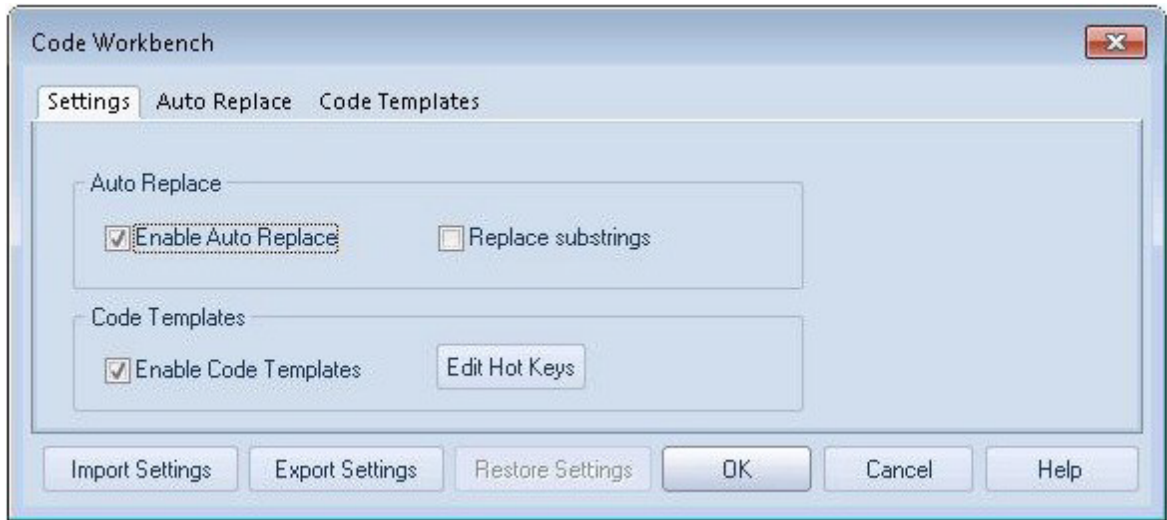 Code Workbench
Settings Auto Replace Code Templates
Auto Replace
Enable Auto Replace Replace substrings
Code Templates
Enable Code Templates Edit Hot Keys
Import Settings Export Settings Restore Settings OK Cancel Help